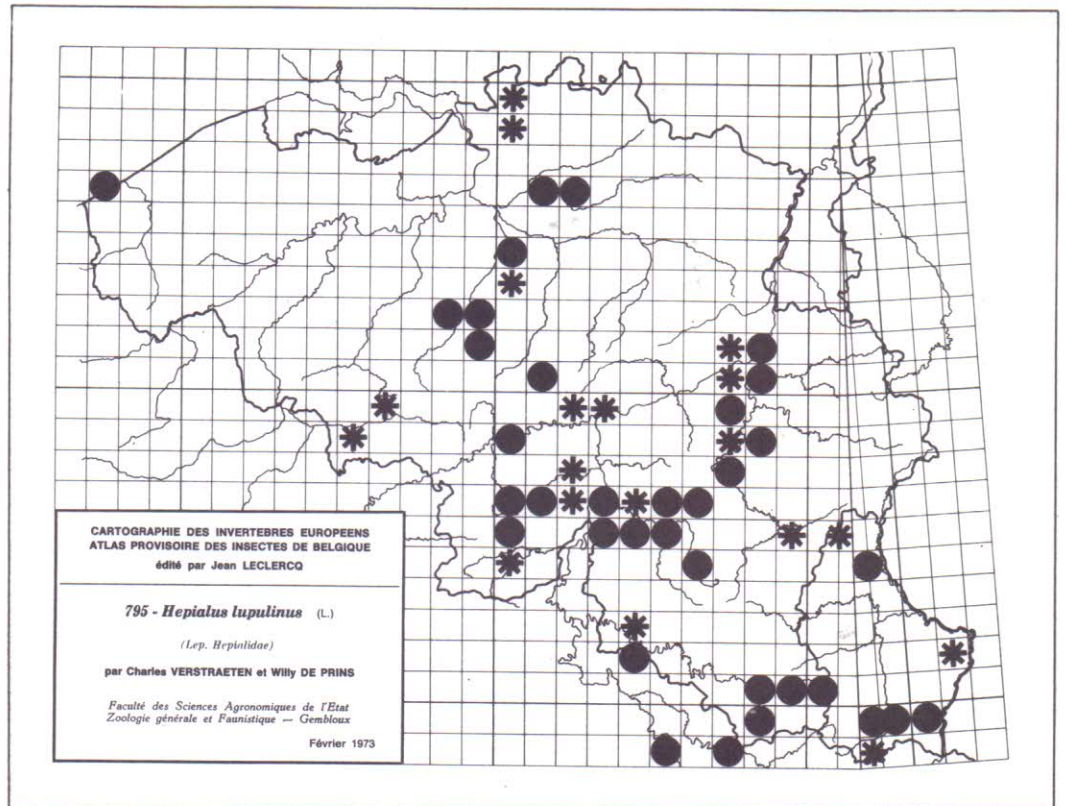 CARTOGRAPHIE DES INVERTEBRES EUROPEENS
ATLAS PROVISOIRE DES INSECTES DE BELGIQUE
édité par Jean LECLERCQ
795 - Hepialus lupulinus (L.)
(Lep. Hepialidae)
par Charles VERSTRAETEN et Willy DE PRINS
Faculté des Sciences Agronomiques de l'Etat
Zoologie générale et Faunistique — Gembloux
Février 1973